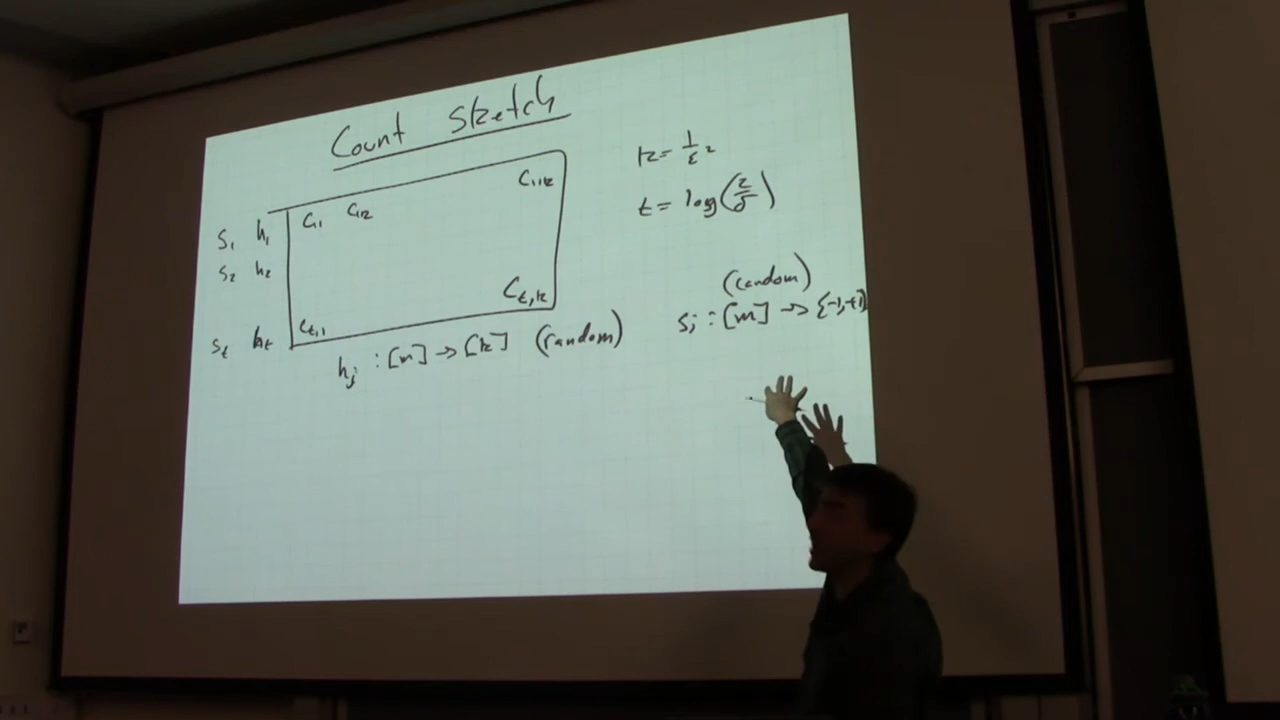 Count Sketch
k = 1/ε²
t = log(2/δ)
s₁ h₁ C₁₁ C₁₂ C₁,k
s₂ h₂
sₜ hₜ Cₜ,₁ Cₜ,k
hⱼ : [m] → [k] (random)
(random)
sⱼ : [m] → {-1,+1}